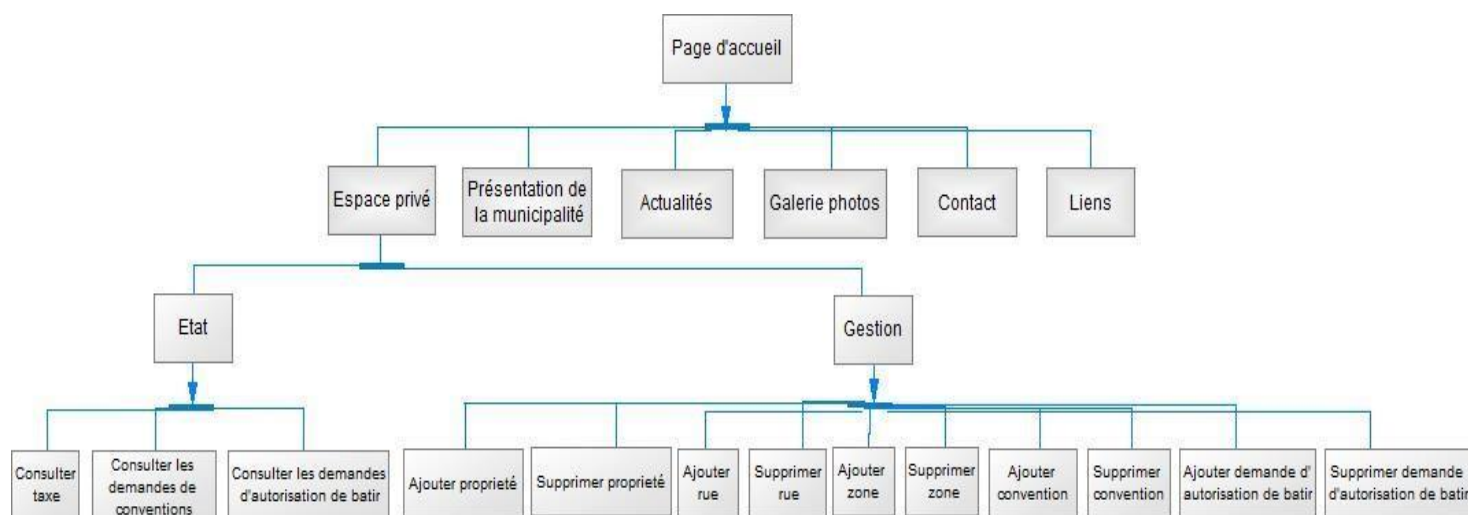 Page d'accueil
Espace privé
Présentation de
la municipalité
Actualités
Galerie photos
Contact
Liens
Etat
Gestion
Consulter
taxe
Consulter les
demandes de
conventions
Consulter les demandes
d'autorisation de batir
Ajouter proprieté
Supprimer proprieté
Ajouter
rue
Supprimer
rue
Ajouter
zone
Supprimer
zone
Ajouter
convention
Supprimer
convention
Ajouter demande d'
autorisation de batir
Supprimer demande
d'autorisation de batir